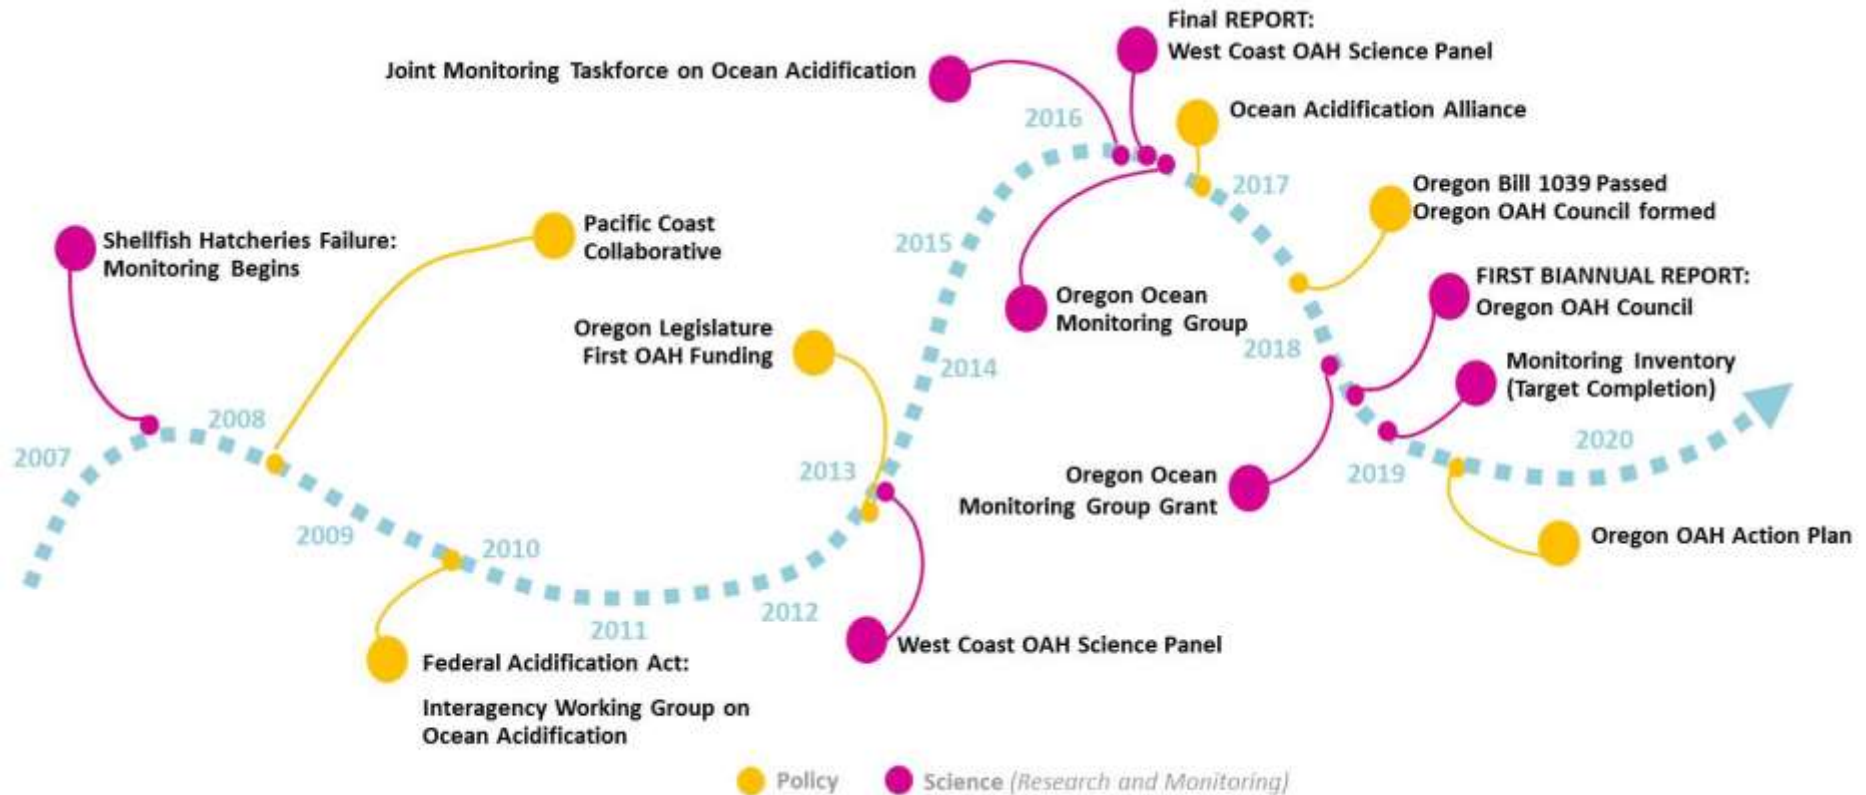 Final REPORT:
West Coast OAH Science Panel
Joint Monitoring Taskforce on Ocean Acidification
Ocean Acidification Alliance
2016
2017
Oregon Bill 1039 Passed
Oregon OAH Council formed
Pacific Coast
Collaborative
Shellfish Hatcheries Failure:
Monitoring Begins
2015
Oregon Ocean
Monitoring Group
FIRST BIANNUAL REPORT:
Oregon OAH Council
Oregon Legislature
First OAH Funding
2014
2018
Monitoring Inventory
(Target Completion)
2008
2007
2013
2020
2019
Oregon Ocean
Monitoring Group Grant
2009
2010
Oregon OAH Action Plan
2012
2011
West Coast OAH Science Panel
Federal Acidification Act:
Interagency Working Group on
Ocean Acidification
Policy
Science (Research and Monitoring)